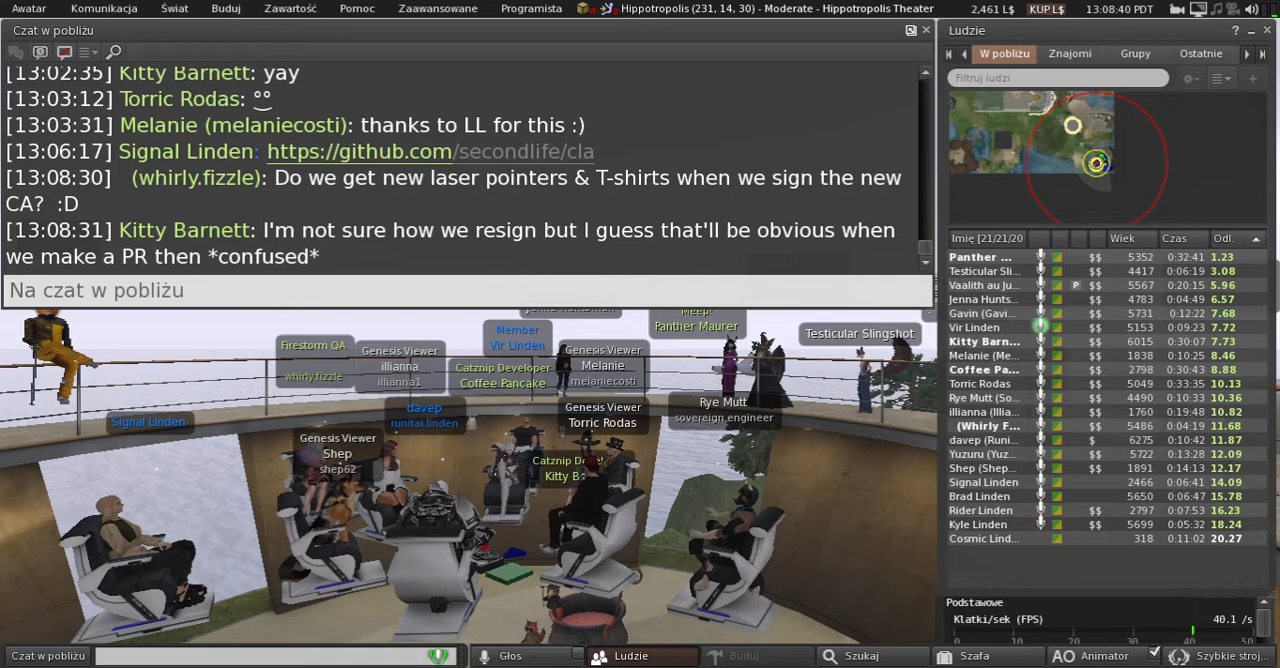 Awatar Komunikacja Świat Buduj Zawartość Pomoc Zaawansowane Programista Hippotropolis (231, 14, 30) - Moderate - Hippotropolis Theater 2,461 L$ KUP L$ 13:08:40 PDT
Czat w pobliżu
[13:02:35] Kitty Barnett: yay
[13:03:12] Torric Rodas:
[13:03:31] Melanie (melaniecosti): thanks to LL for this :)
[13:06:17] Signal Linden: https://github.com/secondlife/cla
[13:08:30] (whirly.fizzle): Do we get new laser pointers & T-shirts when we sign the new
CA? :D
[13:08:31] Kitty Barnett: I'm not sure how we resign but I guess that'll be obvious when
we make a PR then *confused*
Na czat w pobliżu
Meep!
Panther Maurer
Member
Vir Linden
Testicular Slingshot
Firestorm QA
whirly.fizzle
Genesis Viewer
illianna
illianna1
Catznip Developer
Coffee Pancake
Genesis Viewer
Melanie
melaniecosti
Signal Linden
davep
runitai.linden
Genesis Viewer
Torric Rodas
Rye Mutt
sovereign.engineer
Genesis Viewer
Shep
shep62
Catznip
Kitty
Ludzie
W pobliżu Znajomi Grupy Ostatnie
Filtruj ludzi
Imię [21/21/20 Wiek Czas Odl.
Panther ... $$ 5352 0:32:41 1.23
Testicular Sli... $$ 4417 0:06:19 3.08
Vaalith au Ju... P $$ 5567 0:20:15 5.96
Jenna Hunts... $$ 4783 0:04:49 6.57
Gavin (Gavi... $$ 5731 0:12:22 7.68
Vir Linden $$ 5153 0:09:23 7.72
Kitty Barn... $$ 6015 0:30:07 7.73
Melanie (Me... $$ 1838 0:10:25 8.46
Coffee Pa... $$ 2798 0:30:43 8.88
Torric Rodas $$ 5049 0:33:35 10.13
Rye Mutt (So... $$ 4490 0:10:33 10.36
illianna (Illia... $$ 1760 0:19:48 10.82
(Whirly F... $$ 5486 0:04:19 11.68
davep (Runi... $ 6275 0:10:42 11.87
Yuzuru (Yuz... $$ 5722 0:13:28 12.09
Shep (Shep... $$ 1891 0:14:13 12.17
Signal Linden 2466 0:06:41 14.09
Brad Linden 5650 0:06:47 15.78
Rider Linden $$ 2797 0:07:53 16.23
Kyle Linden $$ 5699 0:05:32 18.24
Cosmic Lind... 318 0:11:02 20.27
Podstawowe
Klatki/sek (FPS) 40.1 /s
0 10 20 30 40 50
Czat w pobliżu Głos Ludzie Buduj Szukaj Szafa AO Animator Szybkie stroj...